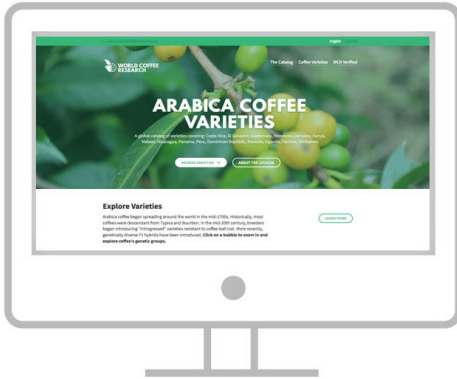 English
WORLD COFFEE
RESEARCH
The Catalog Coffee Varieties WCR Verified
ARABICA COFFEE
VARIETIES
A global catalog of varieties covering: Costa Rica, El Salvador, Guatemala, Honduras, Jamaica, Kenya,
Malawi, Nicaragua, Panama, Peru, Dominican Republic, Rwanda, Uganda, Zambia, Zimbabwe
BROWSE VARIETIES
ABOUT THE CATALOG
Explore Varieties
Arabica coffee began spreading around the world in the mid-1700s. Historically, most
coffees were descendant from Typica and Bourbon. In the mid-20th century, breeders
began introducing "introgressed" varieties resistant to coffee leaf rust. More recently,
genetically diverse F1 hybrids have been introduced. Click on a bubble to zoom in and
explore coffee's genetic groups.
LEARN MORE